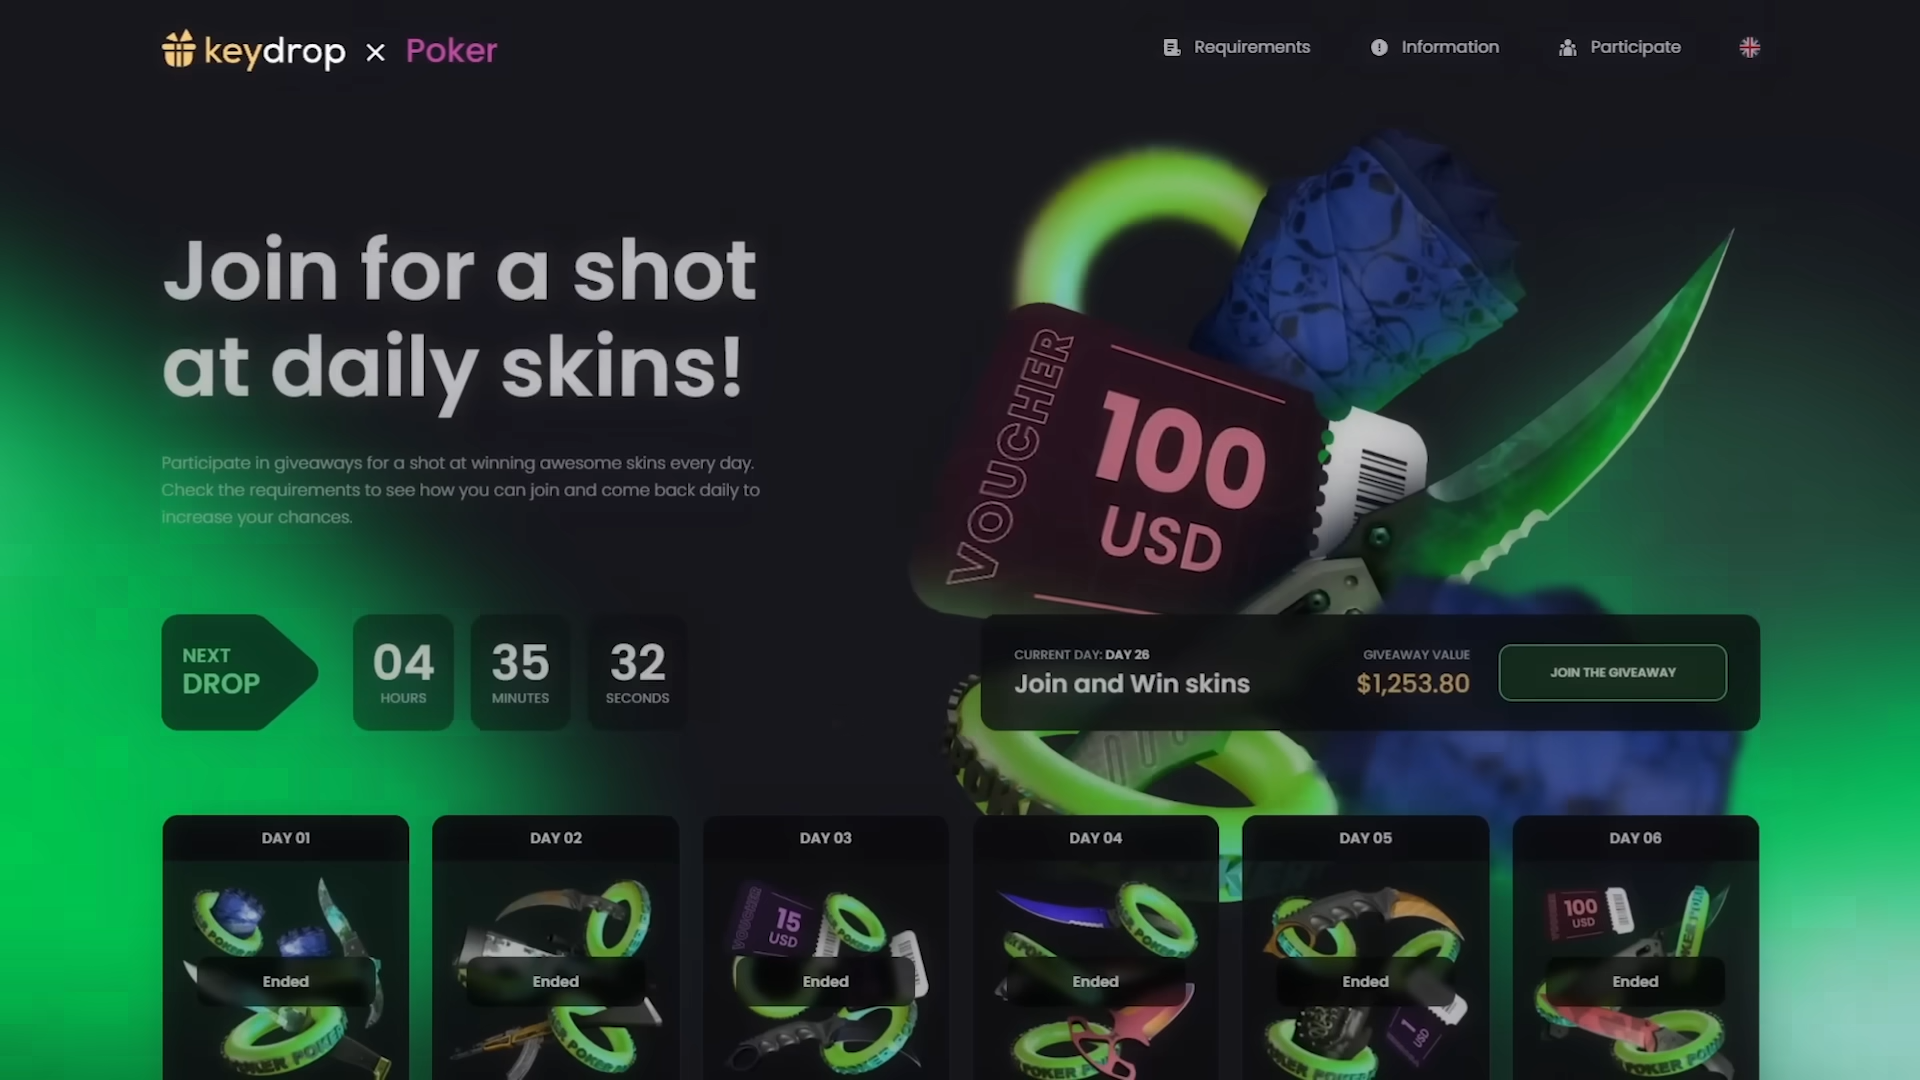 keydrop × Poker
Requirements
Information
Participate
Join for a shot
at daily skins!
Participate in giveaways for a shot at winning awesome skins every day.
Check the requirements to see how you can join and come back daily to
increase your chances.
VOUCHER
100
USD
NEXT
DROP
04
HOURS
35
MINUTES
32
SECONDS
CURRENT DAY: DAY 26
Join and Win skins
GIVEAWAY VALUE
$1,253.80
JOIN THE GIVEAWAY
DAY 01
DAY 02
DAY 03
DAY 04
DAY 05
DAY 06
VOUCHER
15
USD
100
USD
Ended
Ended
Ended
Ended
Ended
Ended
USD
POKER